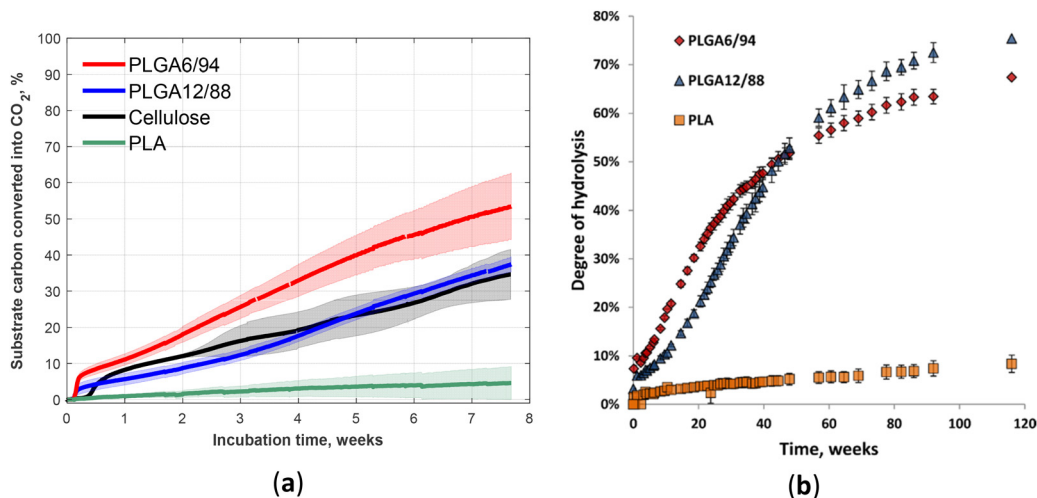 100
90
80
70
60
50
40
30
20
10
0
Substrate carbon converted into CO2, %
PLGA6/94
PLGA12/88
Cellulose
PLA
0 1 2 3 4 5 6 7 8
Incubation time, weeks
(a)
80%
70%
60%
50%
40%
30%
20%
10%
0%
Degree of hydrolysis
PLGA6/94
PLGA12/88
PLA
0 20 40 60 80 100 120
Time, weeks
(b)